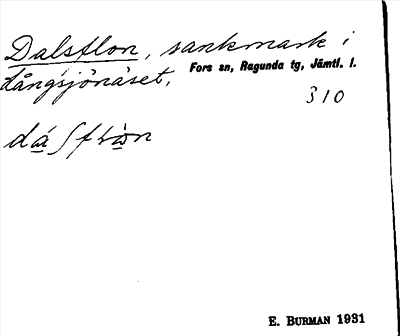 Dalsflon, sankmark i
Långsjönäset.
Fors sn, Ragunda tg, Jämtl. l.
310
E. BURMAN 1931